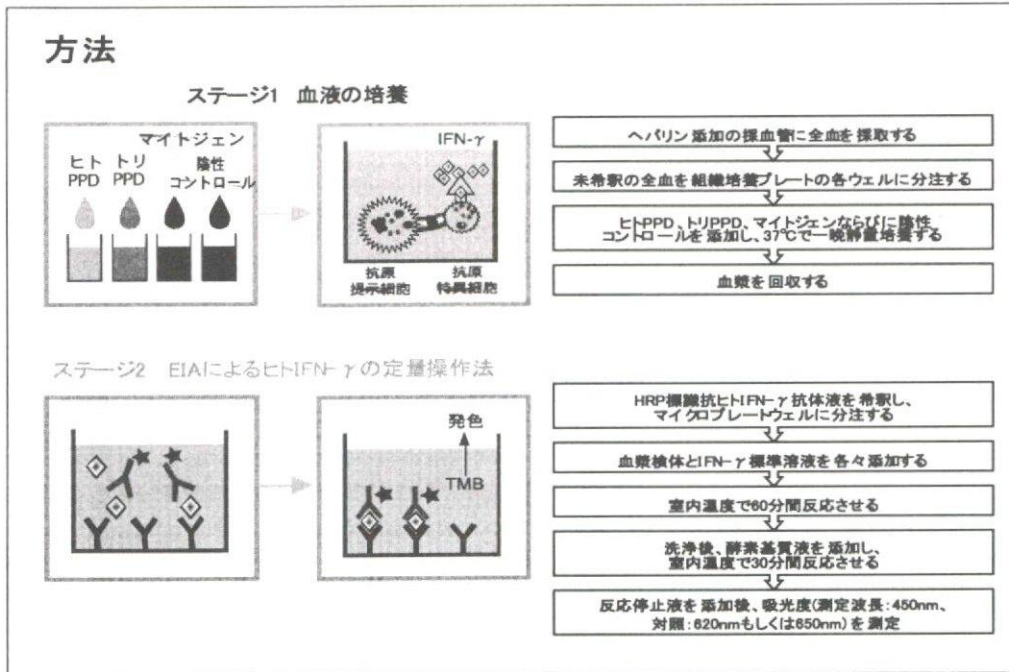 方法
ステージ1 血液の培養
マイトジェン
ヒト トリ 陰性
PPD PPD コントロール
IFN-γ
抗原 抗原
提示細胞 特異細胞
ヘパリン添加の採血管に全血を採取する
未希釈の全血を組織培養プレートの各ウェルに分注する
ヒトPPD、トリPPD、マイトジェンならびに陰性
コントロールを添加し、37℃で一晩静置培養する
血漿を回収する
ステージ2 EIAによるヒトIFN-γの定量操作法
発色
TMB
HRP標識抗ヒトIFN-γ抗体液を希釈し、
マイクロプレートウェルに分注する
血漿検体とIFN-γ標準溶液を各々添加する
室内温度で60分間反応させる
洗浄後、酵素基質液を添加し、
室内温度で30分間反応させる
反応停止液を添加後、吸光度(測定波長:450nm、
対照:620nmもしくは650nm)を測定